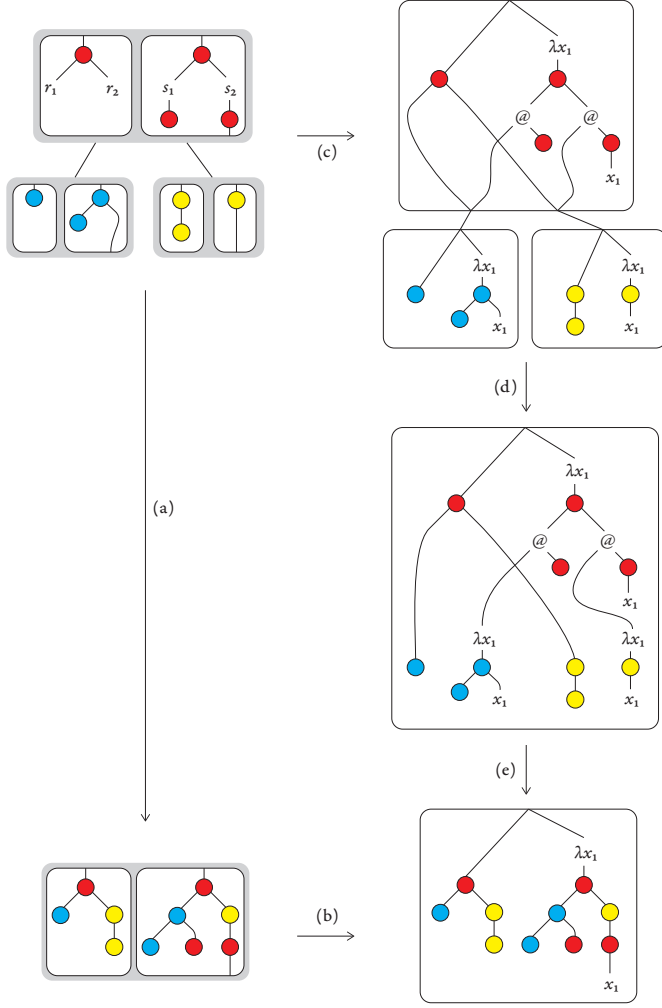 λx₁
r₁ r₂ s₁ s₂
@ @
(c)
x₁
λx₁ λx₁
x₁ x₁
(d)
λx₁
(a)
@ @
x₁
λx₁ λx₁
x₁ x₁
(e)
λx₁
(b)
x₁